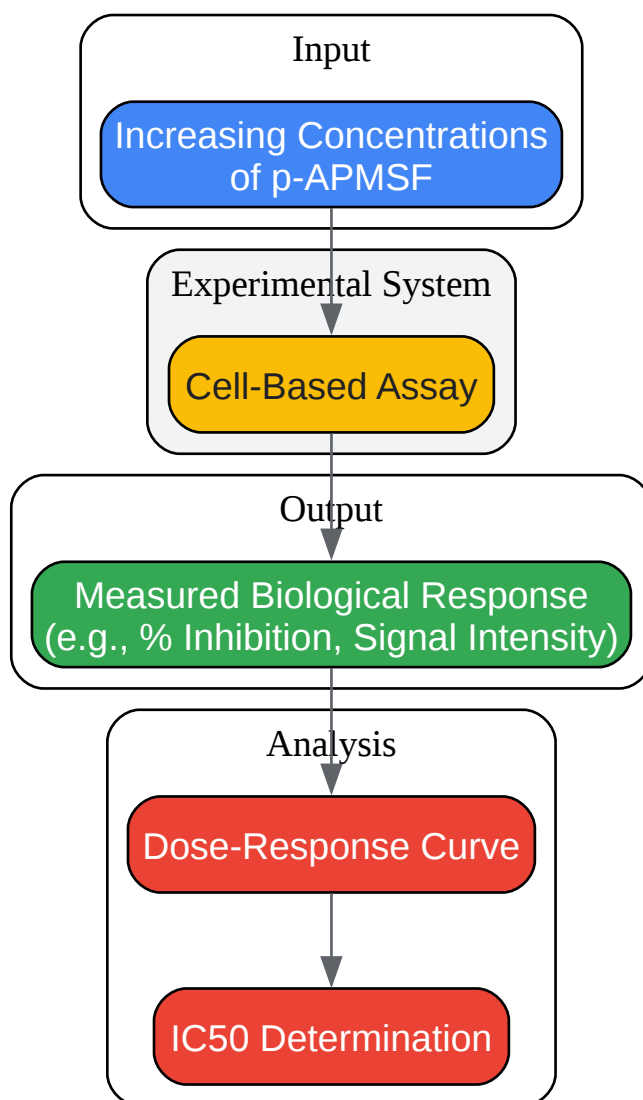 Input
Increasing Concentrations
of p-APMSF
Experimental System
Cell-Based Assay
Output
Measured Biological Response
(e.g., % Inhibition, Signal Intensity)
Analysis
Dose-Response Curve
IC50 Determination